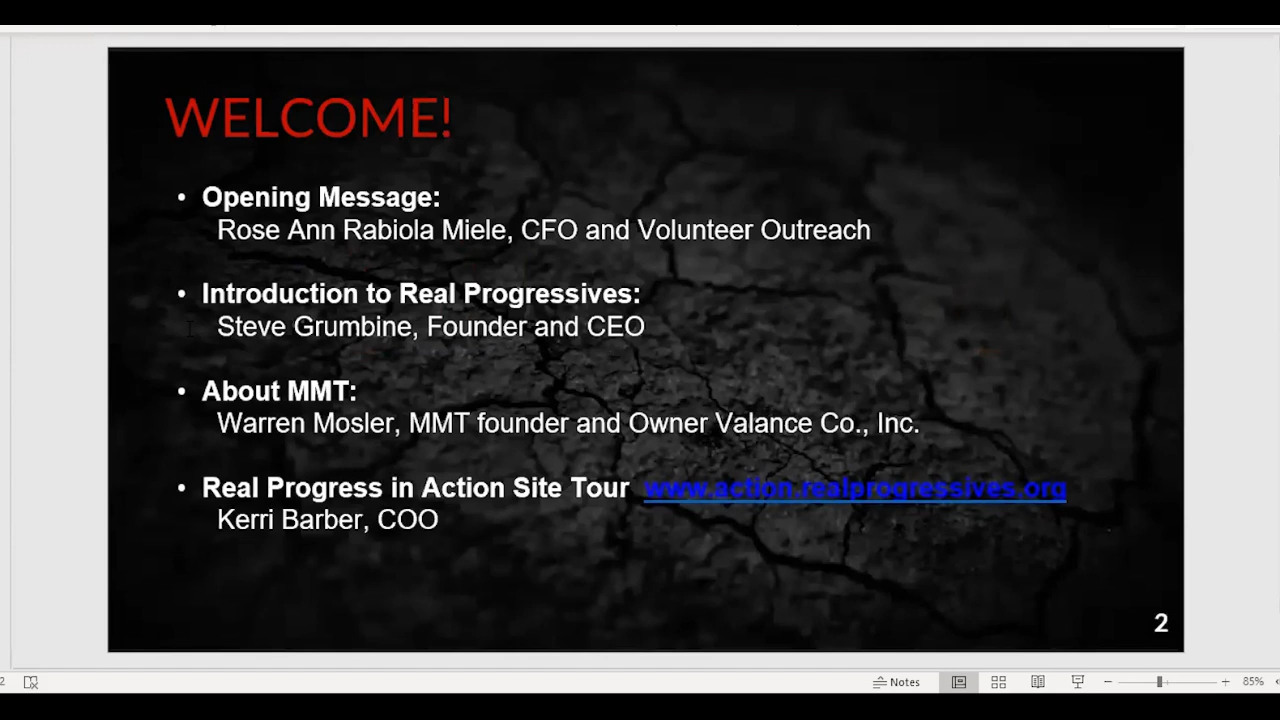 WELCOME!
• Opening Message:
Rose Ann Rabiola Miele, CFO and Volunteer Outreach
• Introduction to Real Progressives:
Steve Grumbine, Founder and CEO
• About MMT:
Warren Mosler, MMT founder and Owner Valance Co., Inc.
• Real Progress in Action Site Tour www.action.realprogressives.org
Kerri Barber, COO
2
2
Notes
85%